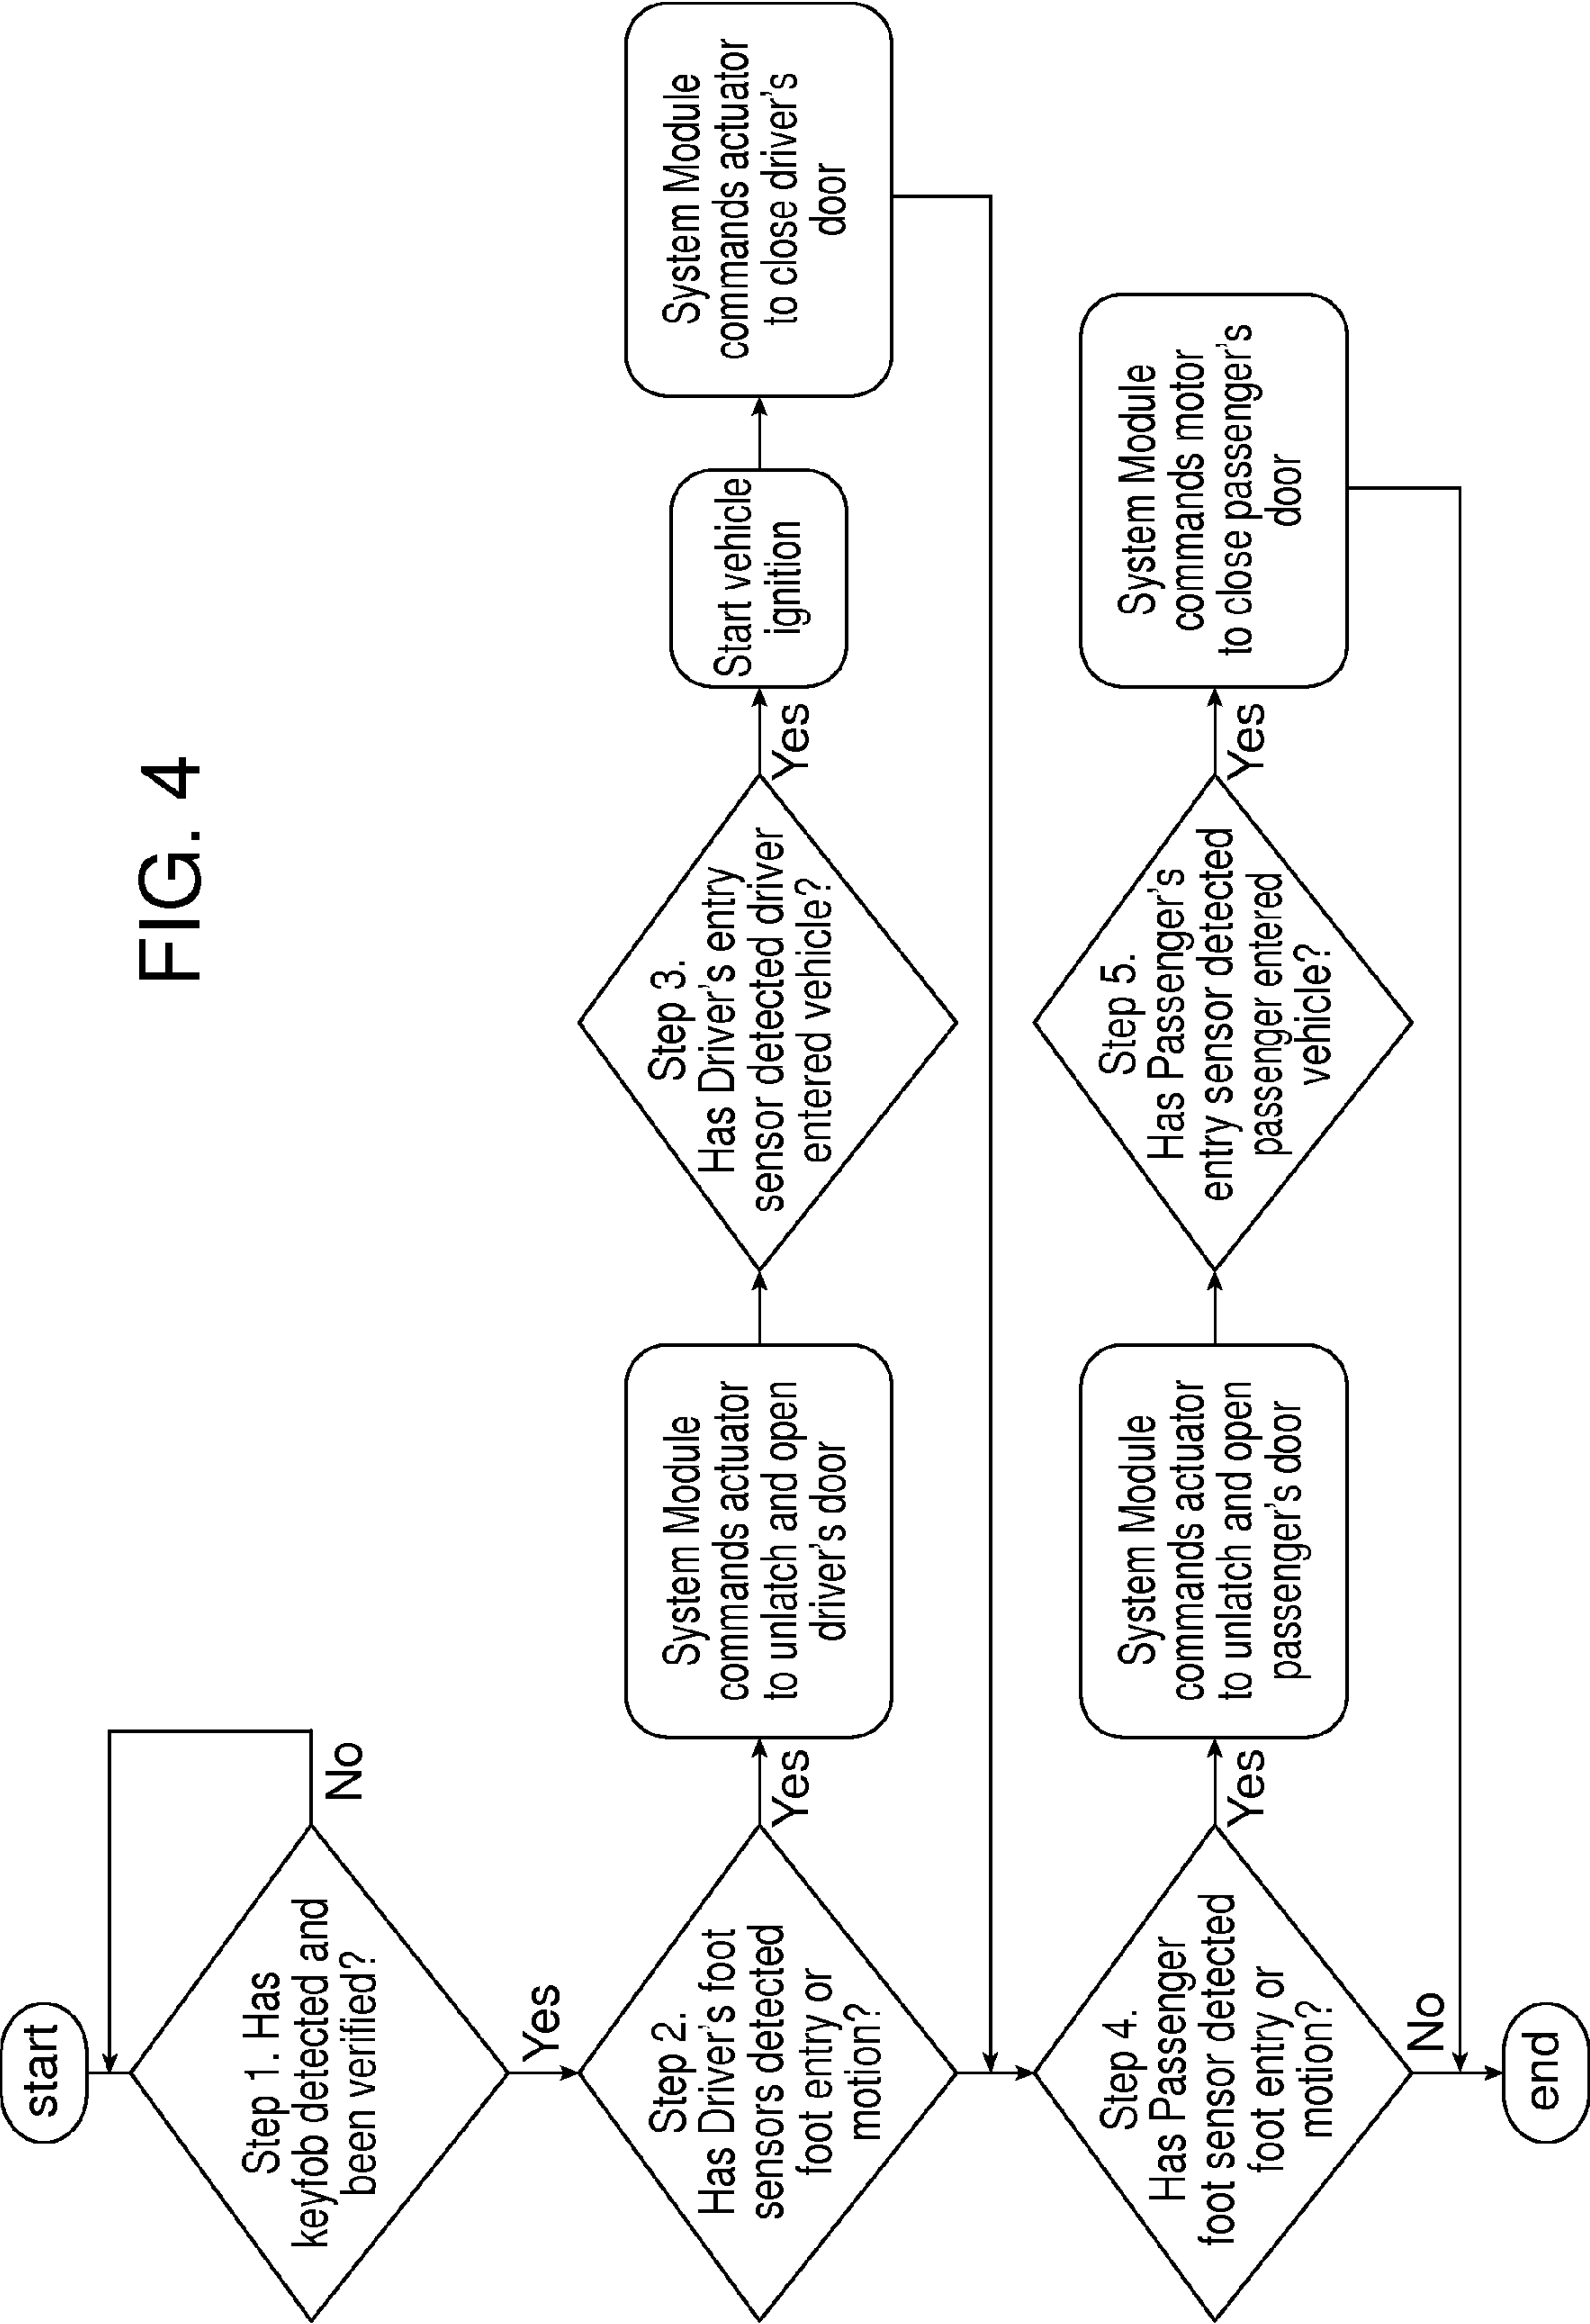 FIG. 4
start
Step 1. Has
keyfob detected and
been verified?
No
Yes
Step 2.
Has Driver's foot
sensors detected
foot entry or
motion?
Yes
System Module
commands actuator
to unlatch and open
driver's door
Step 3.
Has Driver's entry
sensor detected driver
entered vehicle?
Yes
Start vehicle
ignition
System Module
commands actuator
to close driver's
door
Step 4.
Has Passenger
foot sensor detected
foot entry or
motion?
Yes
System Module
commands actuator
to unlatch and open
passenger's door
Step 5.
Has Passenger's
entry sensor detected
passenger entered
vehicle?
Yes
System Module
commands motor
to close passenger's
door
No
end